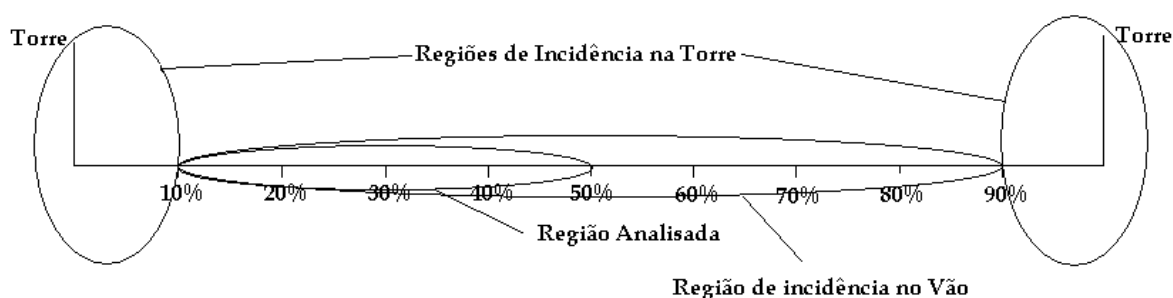 Torre
Torre
Regiões de Incidência na Torre
10% 20% 30% 40% 50% 60% 70% 80% 90%
Região Analisada
Região de incidência no Vão